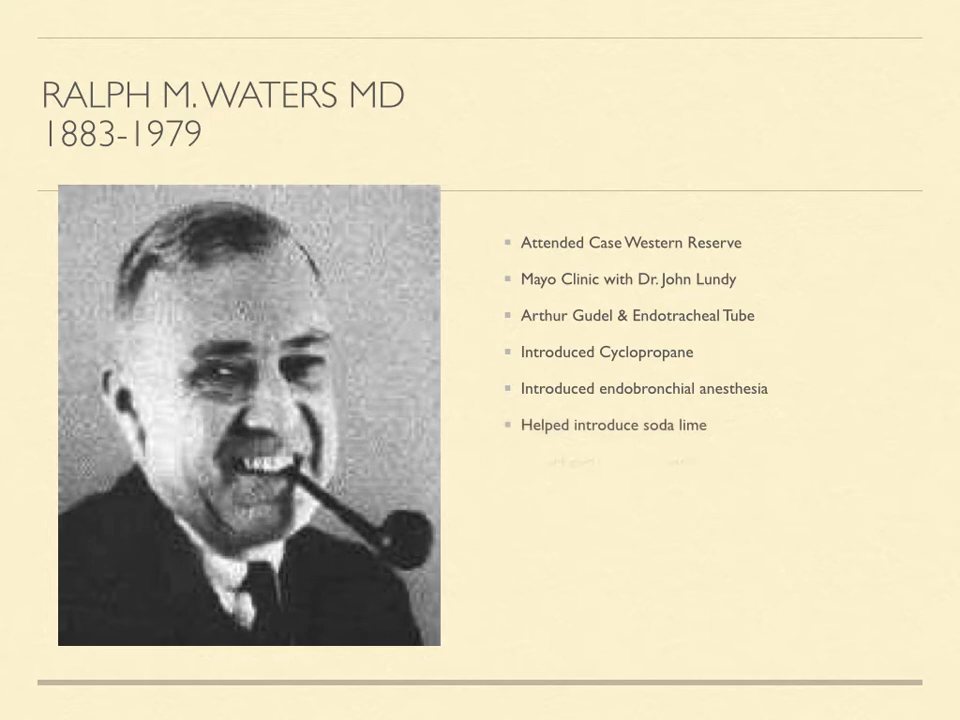 RALPH M. WATERS MD
1883-1979
Attended Case Western Reserve
Mayo Clinic with Dr. John Lundy
Arthur Gudel & Endotracheal Tube
Introduced Cyclopropane
Introduced endobronchial anesthesia
Helped introduce soda lime